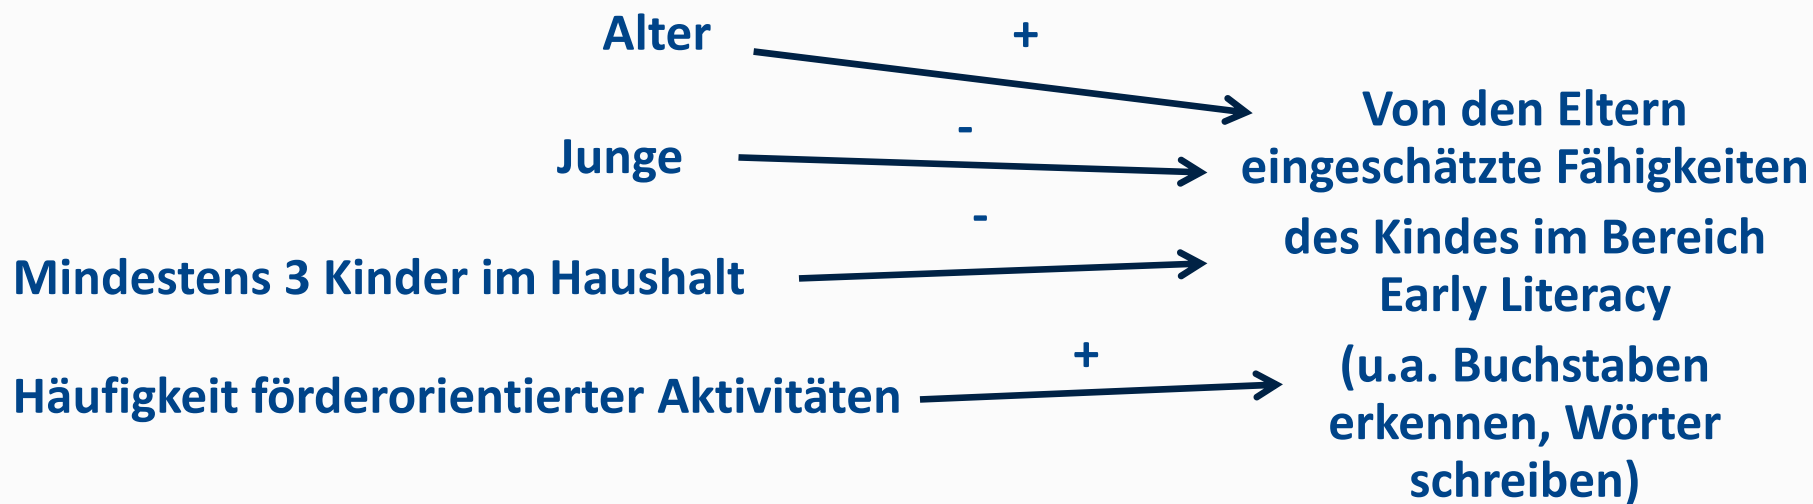 Alter
+
Junge
-
Mindestens 3 Kinder im Haushalt
-
Häufigkeit förderorientierter Aktivitäten
+
Von den Eltern
eingeschätzte Fähigkeiten
des Kindes im Bereich
Early Literacy
(u.a. Buchstaben
erkennen, Wörter
schreiben)